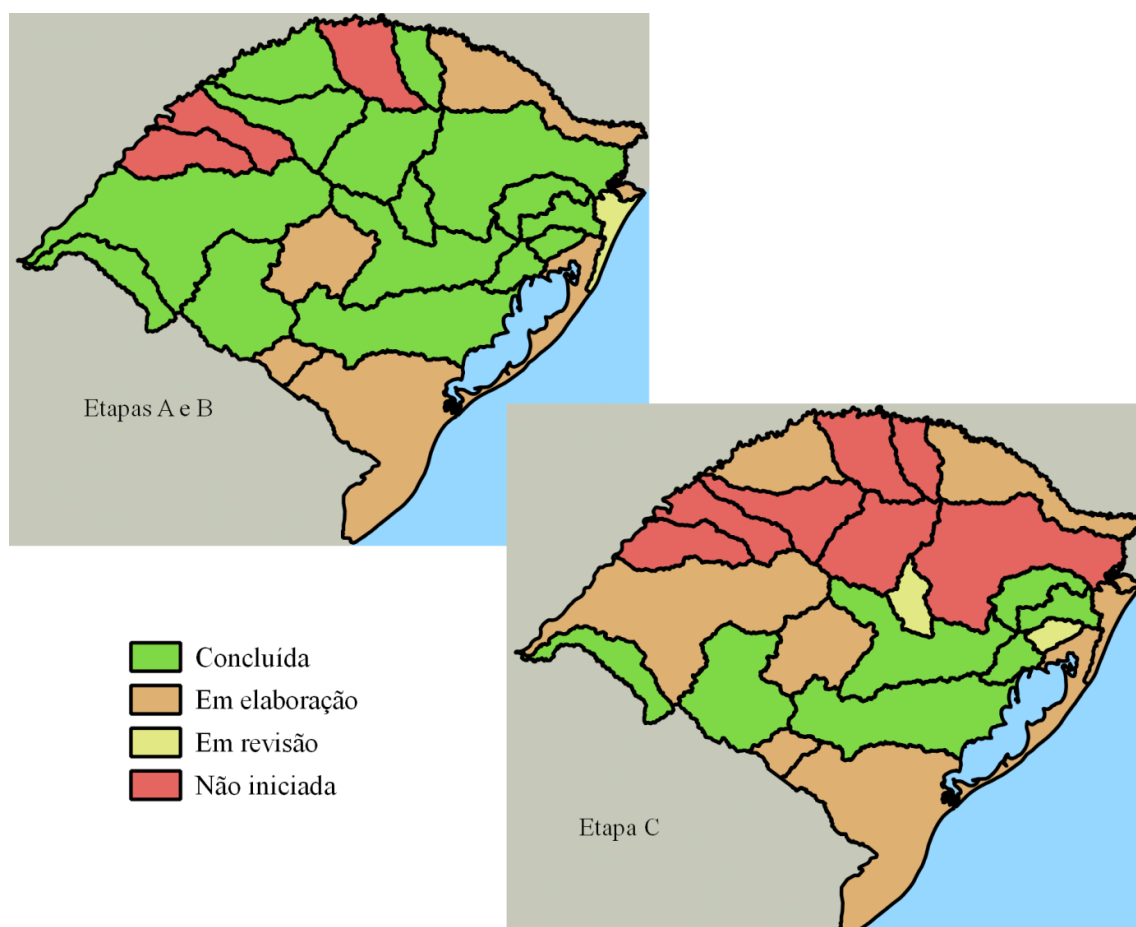 Etapas A e B
Concluída
Em elaboração
Em revisão
Não iniciada
Etapa C